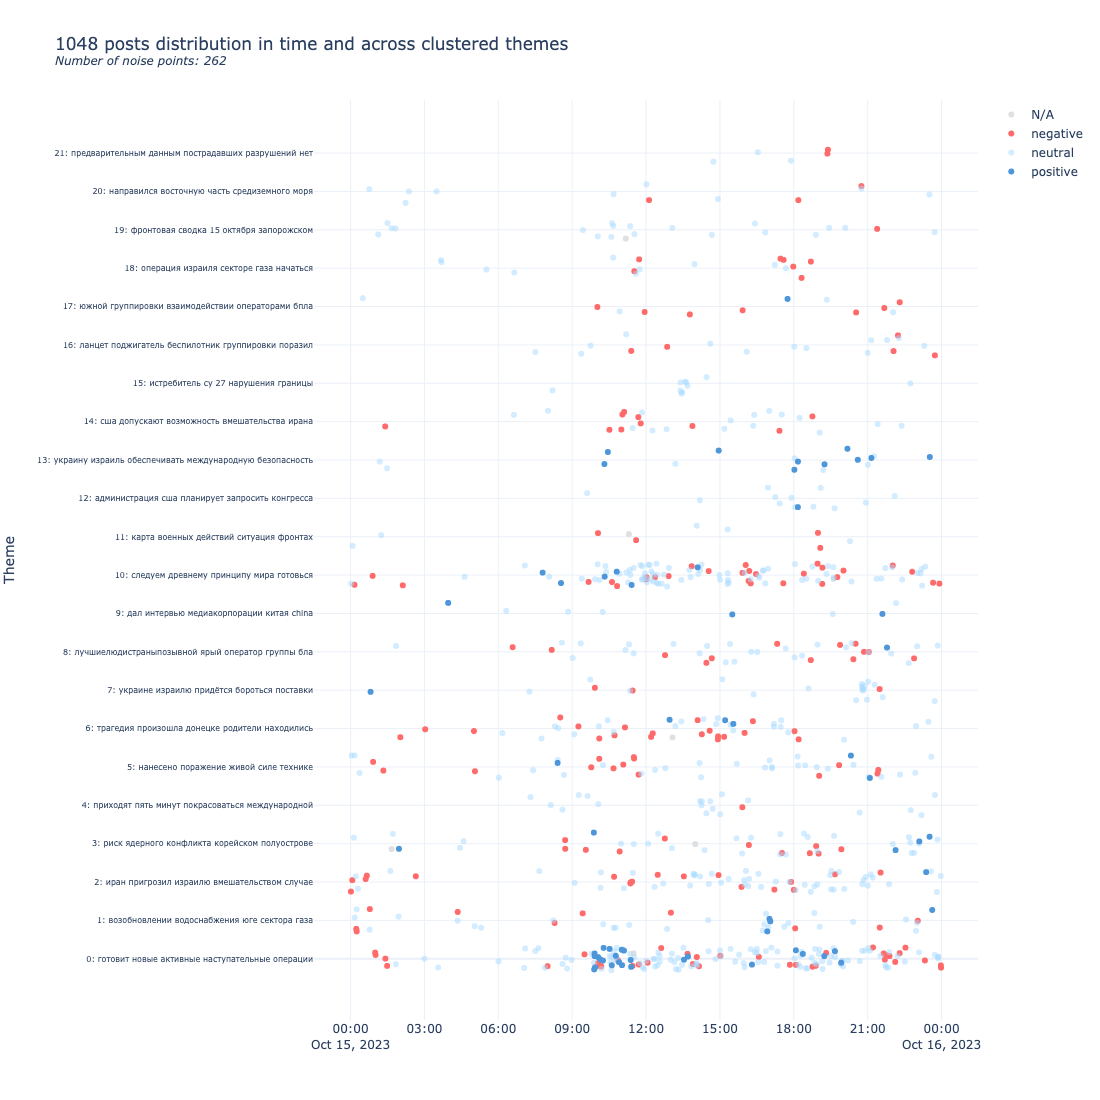 1048 posts distribution in time and across clustered themes
Number of noise points: 262
N/A
negative
neutral
positive
Theme
21: предварительным данным пострадавших разрушений нет
20: направился восточную часть средиземного моря
19: фронтовая сводка 15 октября запорожском
18: операция израиля секторе газа начаться
17: южной группировки взаимодействии операторами бпла
16: ланцет поджигатель беспилотник группировки поразил
15: истребитель су 27 нарушения границы
14: сша допускают возможность вмешательства ирана
13: украину израиль обеспечивать международную безопасность
12: администрация сша планирует запросить конгресса
11: карта военных действий ситуация фронтах
10: следуем древнему принципу мира готовься
9: дал интервью медиакорпорации китая china
8: лучшиелюдистраныпозывной ярый оператор группы бла
7: украине израилю придётся бороться поставки
6: трагедия произошла донецке родители находились
5: нанесено поражение живой силе технике
4: приходят пять минут покрасоваться международной
3: риск ядерного конфликта корейском полуострове
2: иран пригрозил израилю вмешательством случае
1: возобновлении водоснабжения юге сектора газа
0: готовит новые активные наступательные операции
00:00 03:00 06:00 09:00 12:00 15:00 18:00 21:00 00:00
Oct 15, 2023 Oct 16, 2023